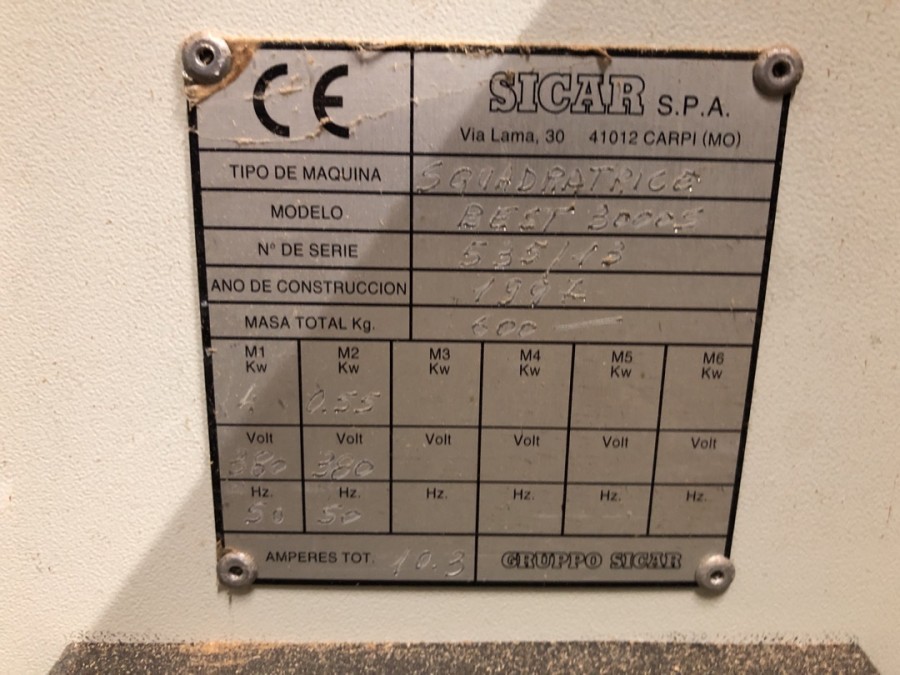 CE
SICAR S.P.A.
Via Lama, 30 41012 CARPI (MO)
TIPO DE MAQUINA SQUADRATRICE
MODELO BEST 3000S
N° DE SERIE 535/13
ANO DE CONSTRUCCION
MASA TOTAL Kg. 600
M1 M2 M3 M4 M5 M6
Kw Kw Kw Kw Kw Kw
0.55
Volt Volt Volt Volt Volt Volt
380 380
Hz. Hz. Hz. Hz. Hz. Hz.
50 50
AMPERES TOT. 10.3 GRUPPO SICAR